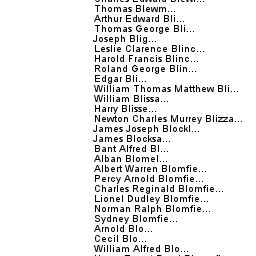 Thomas Blewm...
Arthur Edward Bli...
Thomas George Bli...
Joseph Blig...
Leslie Clarence Blinc...
Harold Francis Blinc...
Roland George Blin...
Edgar Bli...
William Thomas Matthew Bli...
William Blissa...
Harry Blisse...
Newton Charles Murrey Blizza...
James Joseph Blockl...
James Blocksa...
Bant Alfred Bl...
Alban Blomel...
Albert Warren Blomfie...
Percy Arnold Blomfie...
Charles Reginald Blomfie...
Lionel Dudley Blomfie...
Norman Ralph Blomfie...
Sydney Blomfie...
Arnold Blo...
Cecil Blo...
William Alfred Blo...